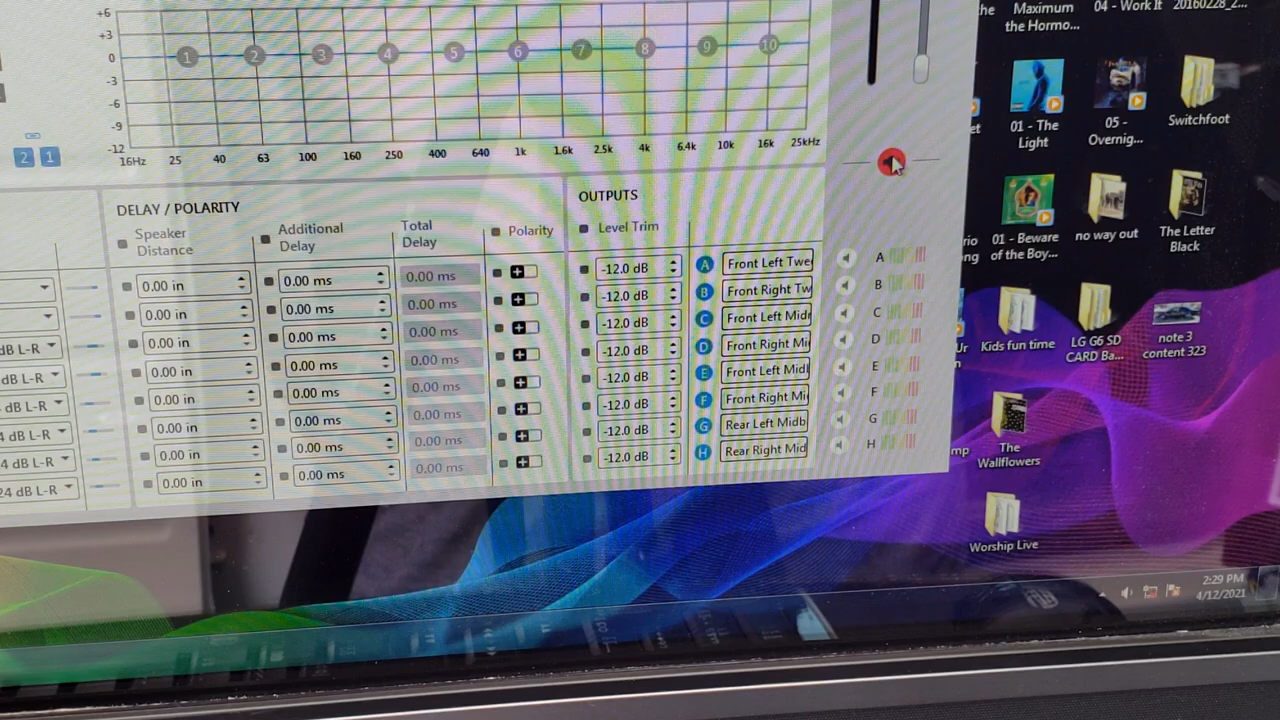 +6
+3
0
-3
-6
-9
-12
1 2 3 4 5 6 7 8 9 10
16Hz 25 40 63 100 160 250 400 640 1k 1.6k 2.5k 4k 6.4k 10k 16k 25kHz
2 1
DELAY / POLARITY
Speaker
Distance
Additional
Delay
Total
Delay
Polarity
OUTPUTS
Level Trim
0.00 in 0.00 ms 0.00 ms + -12.0 dB A Front Left Twe A
0.00 in 0.00 ms 0.00 ms + -12.0 dB B Front Right Tw B
dB L-R 0.00 in 0.00 ms 0.00 ms + -12.0 dB C Front Left Midr C
dB L-R 0.00 in 0.00 ms 0.00 ms + -12.0 dB D Front Right Mi D
dB L-R 0.00 in 0.00 ms 0.00 ms + -12.0 dB E Front Left Midl E
4 dB L-R 0.00 in 0.00 ms 0.00 ms + -12.0 dB F Front Right Mi F
4 dB L-R 0.00 in 0.00 ms 0.00 ms + -12.0 dB G Rear Left Midb G
24 dB L-R 0.00 in 0.00 ms 0.00 ms + -12.0 dB H Rear Right Mid H
he
Maximum
the Hormo...
04 - Work It
20160228_2...
et
01 - The
Light
05 -
Overnig...
Switchfoot
rio
ong
01 - Beware
of the Boy...
no way out
The Letter
Black
Ur
n
Kids fun time
LG G6 SD
CARD Ba...
note 3
content 323
mp
The
Wallflowers
Worship Live
2:29 PM
4/12/2021